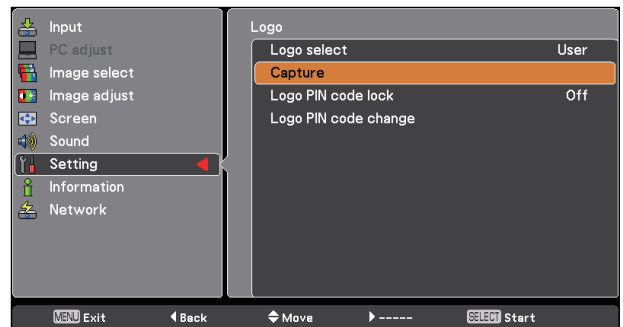 Input
PC adjust
Image select
Image adjust
Screen
Sound
Setting
Information
Network
Logo
Logo select User
Capture
Logo PIN code lock Off
Logo PIN code change
MENU Exit Back Move ----- SELECT Start